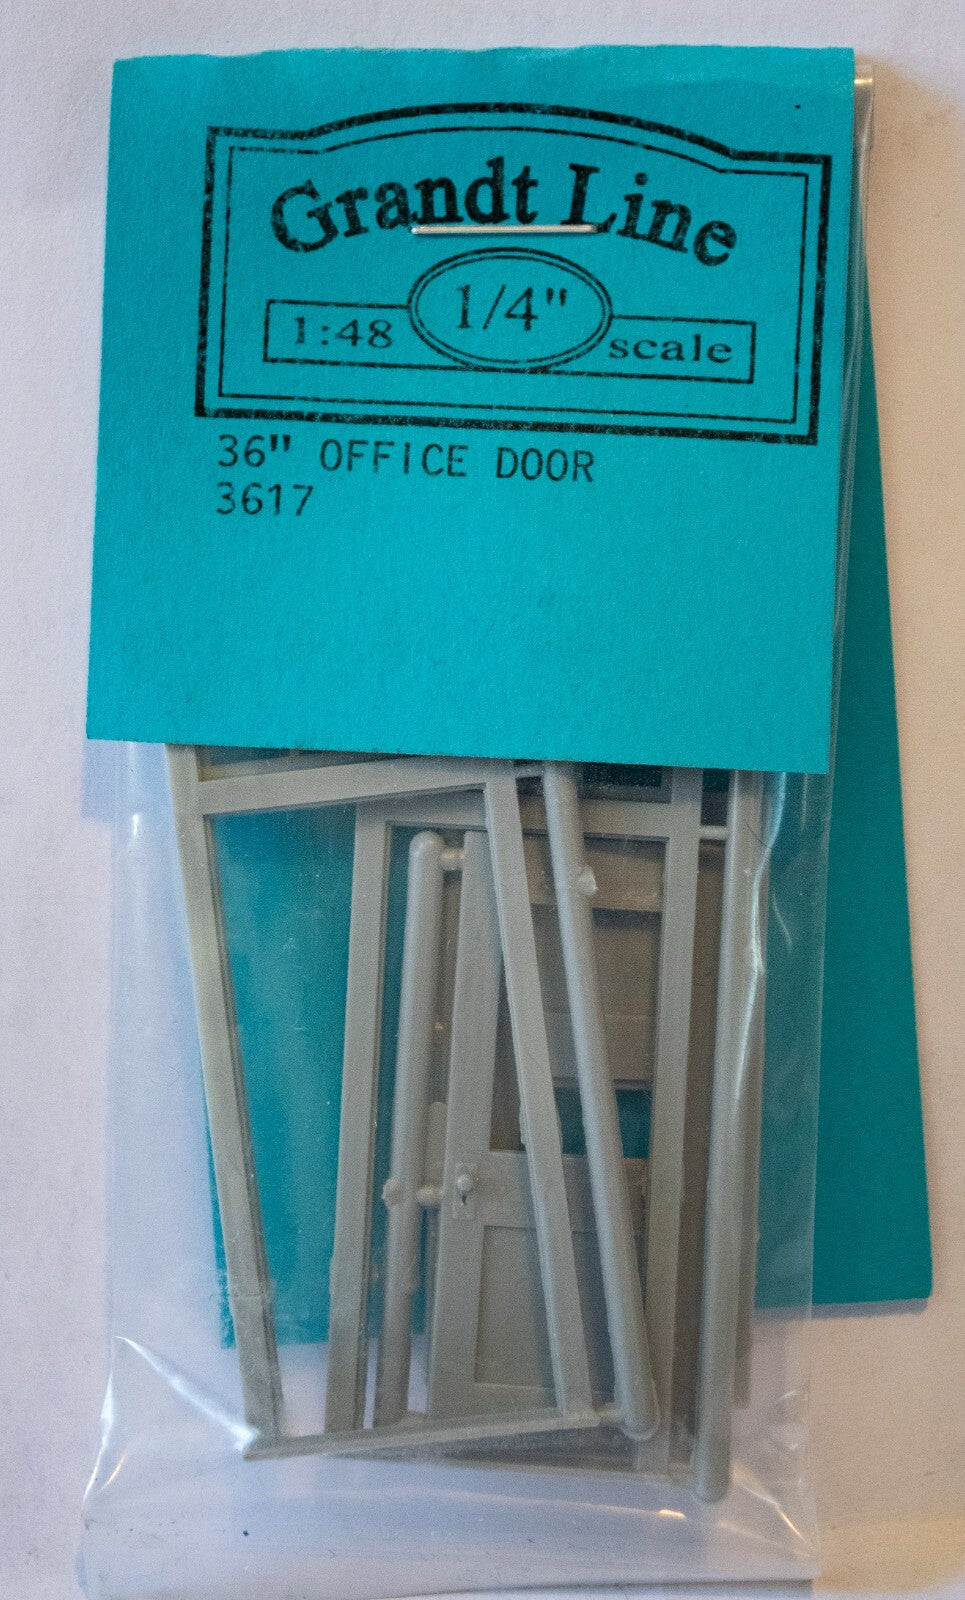 Grandt Line
1:48 1/4" scale
36" OFFICE DOOR
3617